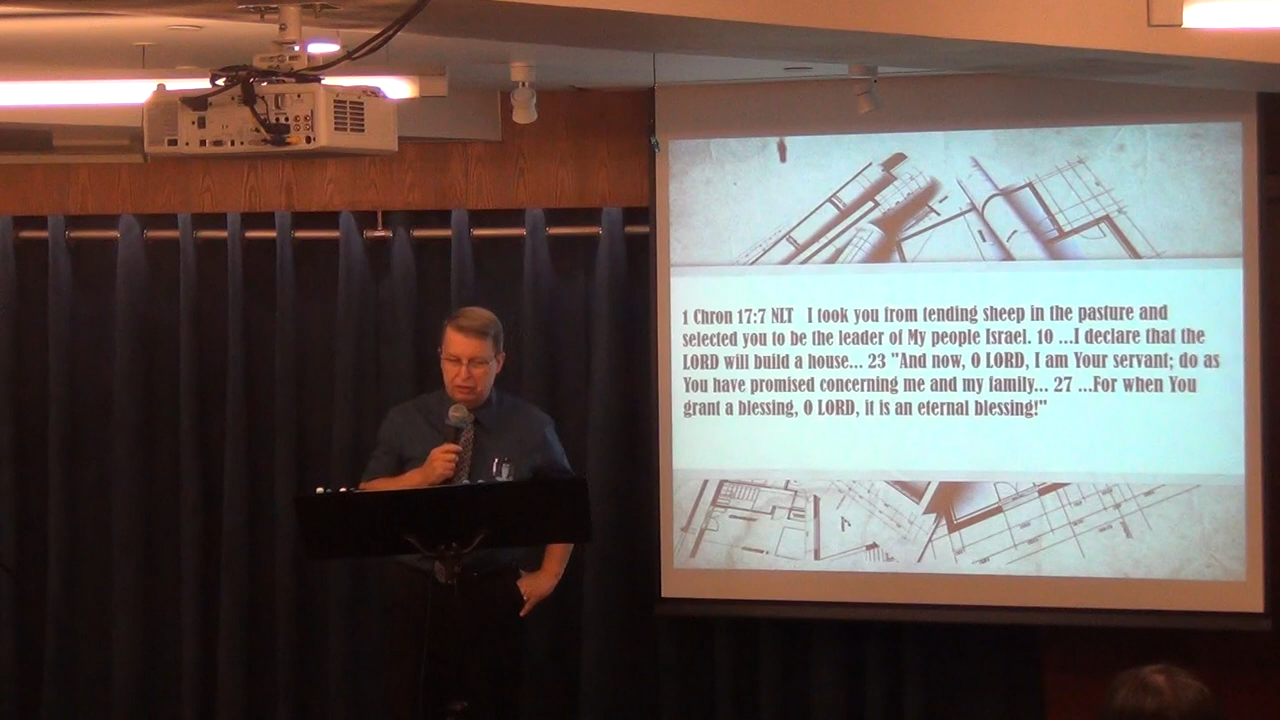 1 Chron 17:7 NLT I took you from tending sheep in the pasture and
selected you to be the leader of My people Israel. 10 ...I declare that the
LORD will build a house... 23 "And now, O LORD, I am Your servant; do as
You have promised concerning me and my family... 27 ...For when You
grant a blessing, O LORD, it is an eternal blessing!"